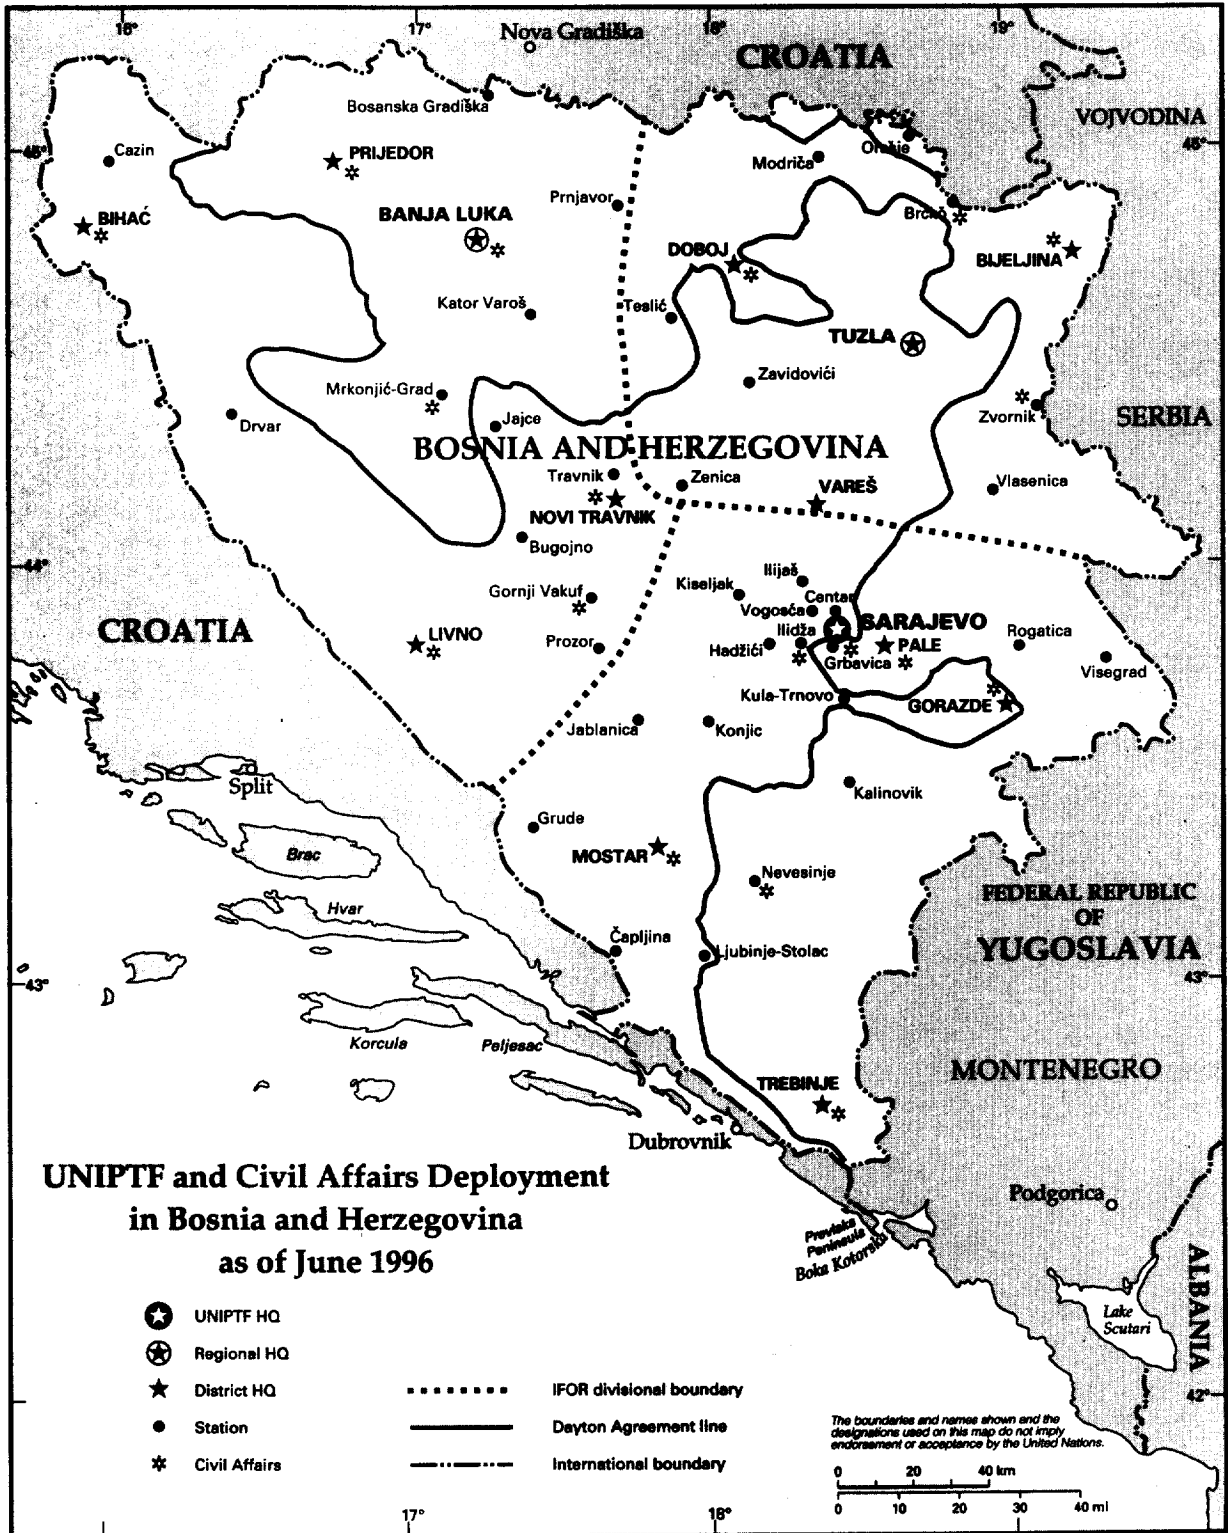 16°
17°
18°
19°
Nova Gradiška
CROATIA
VOJVODINA
Bosanska Gradiška
45°
45°
Cazin
PRIJEDOR
Modriča
Orašje
Prnjavor
BANJA LUKA
BIHAĆ
Brčko
DOBOJ
BIJELJINA
Kator Varoš
Teslić
TUZLA
Zavidovići
Mrkonjić-Grad
Zvornik
SERBIA
Drvar
Jajce
BOSNIA AND HERZEGOVINA
Travnik
Zenica
VAREŠ
Vlasenica
NOVI TRAVNIK
Bugojno
44°
Ilijaš
Kiseljak
Gornji Vakuf
Centar
Vogosća
SARAJEVO
CROATIA
LIVNO
Ilidža
Rogatica
Prozor
Hadžići
PALE
Grbavica
Visegrad
Kula-Trnovo
GORAZDE
Jablanica
Konjic
Split
Kalinovik
Grude
Brac
MOSTAR
Nevesinje
FEDERAL REPUBLIC
OF
YUGOSLAVIA
Hvar
Čapljina
Ljubinje-Stolac
43°
43°
Korcula
Peljesac
MONTENEGRO
TREBINJE
Dubrovnik
UNIPTF and Civil Affairs Deployment
in Bosnia and Herzegovina
as of June 1996
Podgorica
Prevlaka
Peninsula
Boka Kotorska
ALBANIA
Lake
Scutari
UNIPTF HQ
Regional HQ
District HQ
IFOR divisional boundary
42°
Station
Dayton Agreement line
Civil Affairs
International boundary
The boundaries and names shown and the
designations used on this map do not imply
endorsement or acceptance by the United Nations.
0 20 40 km
0 10 20 30 40 mi
17°
18°